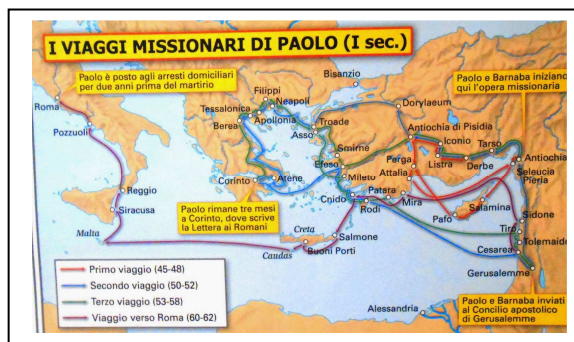 I VIAGGI MISSIONARI DI PAOLO (I sec.)
Paolo è posto agli arresti domiciliari
per due anni prima del martirio
Bisanzio
Paolo e Barnaba iniziano
qui l'opera missionaria
Roma
Pozzuoli
Filippi
Neapoli
Tessalonica
Apollonia
Berea
Troade
Asso
Dorylaeum
Antiochia di Pisidia
Iconio
Tarso
Smirne
Efeso
Perga
Listra
Derbe
Antiochia
Attalia
Seleucia
Pieria
Corinto
Atene
Mileto
Reggio
Cnido
Patara
Rodi
Mira
Salamina
Pafo
Siracusa
Paolo rimane tre mesi
a Corinto, dove scrive
la Lettera ai Romani
Sidone
Tiro
Tolemaide
Malta
Creta
Salmone
Caudas
Buoni Porti
Cesarea
Gerusalemme
Primo viaggio (45-48)
Secondo viaggio (50-52)
Terzo viaggio (53-58)
Viaggio verso Roma (60-62)
Alessandria
Paolo e Barnaba inviati
al Concilio apostolico
di Gerusalemme